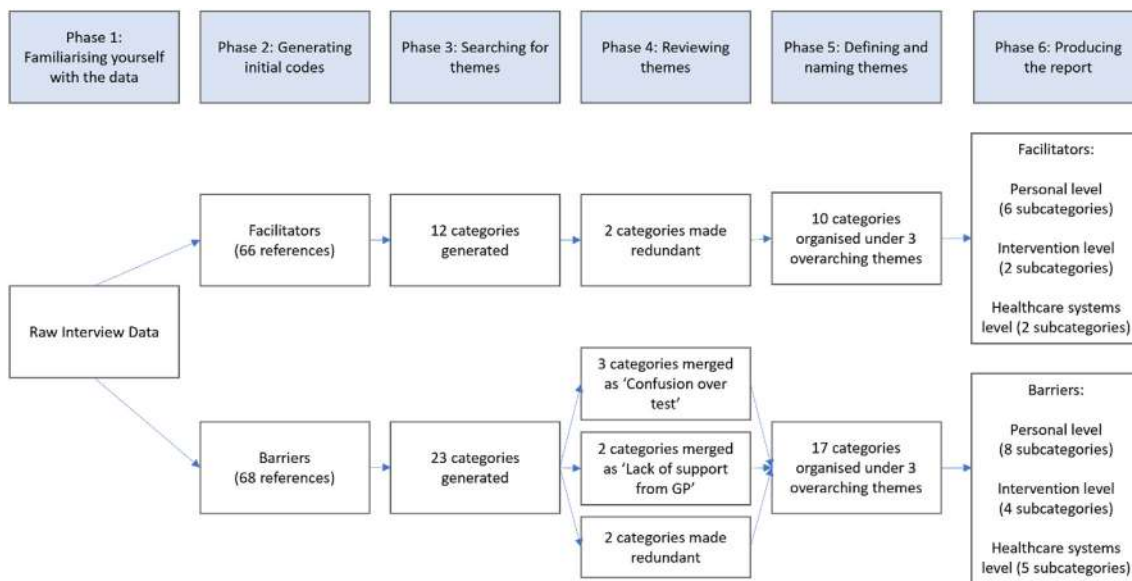 Phase 1:
Familiarising yourself
with the data
Phase 2: Generating
initial codes
Phase 3: Searching for
themes
Phase 4: Reviewing
themes
Phase 5: Defining and
naming themes
Phase 6: Producing
the report
Raw Interview Data
Facilitators
(66 references)
12 categories
generated
2 categories made
redundant
10 categories
organised under 3
overarching themes
Facilitators:
Personal level
(6 subcategories)
Intervention level
(2 subcategories)
Healthcare systems
level (2 subcategories)
Barriers
(68 references)
23 categories
generated
3 categories merged
as ‘Confusion over
test’
2 categories merged
as ‘Lack of support
from GP’
2 categories made
redundant
17 categories
organised under 3
overarching themes
Barriers:
Personal level
(8 subcategories)
Intervention level
(4 subcategories)
Healthcare systems
level (5 subcategories)